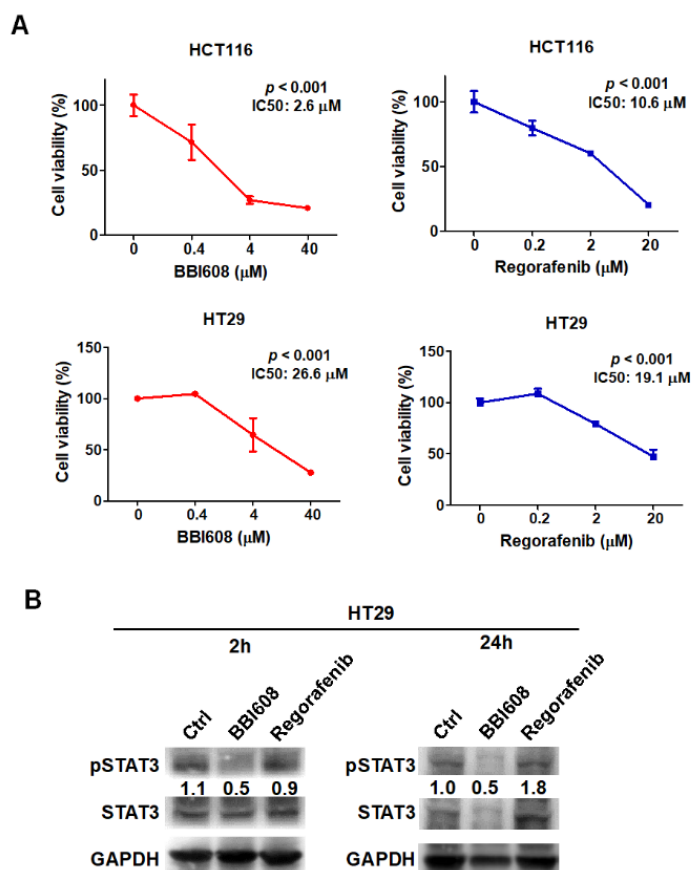 A
HCT116
p < 0.001
IC50: 2.6 μM
Cell viability (%)
100
50
0
0 0.4 4 40
BBI608 (μM)
HCT116
p < 0.001
IC50: 10.6 μM
Cell viability (%)
100
50
0
0 0.2 2 20
Regorafenib (μM)
HT29
p < 0.001
IC50: 26.6 μM
Cell viability (%)
150
100
50
0
0 0.4 4 40
BBI608 (μM)
HT29
p < 0.001
IC50: 19.1 μM
Cell viability (%)
150
100
50
0
0 0.2 2 20
Regorafenib (μM)
B
HT29
2h
24h
Ctrl BBI608 Regorafenib
Ctrl BBI608 Regorafenib
pSTAT3
1.1 0.5 0.9
STAT3
GAPDH
pSTAT3
1.0 0.5 1.8
STAT3
GAPDH